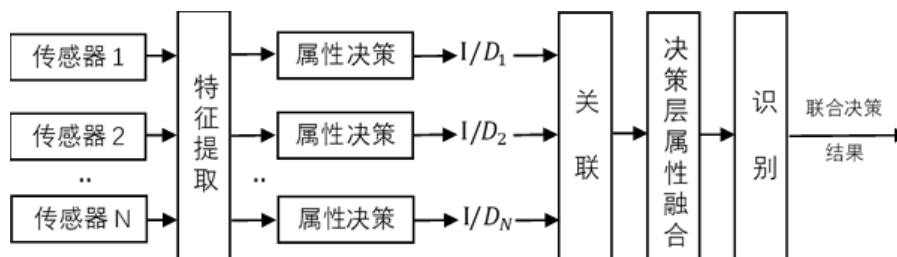 传感器 1
属性决策
I/D₁
传感器 2
属性决策
I/D₂
..
..
传感器 N
属性决策
I/D_N
特征提取
关联
决策层属性融合
识别
联合决策
结果